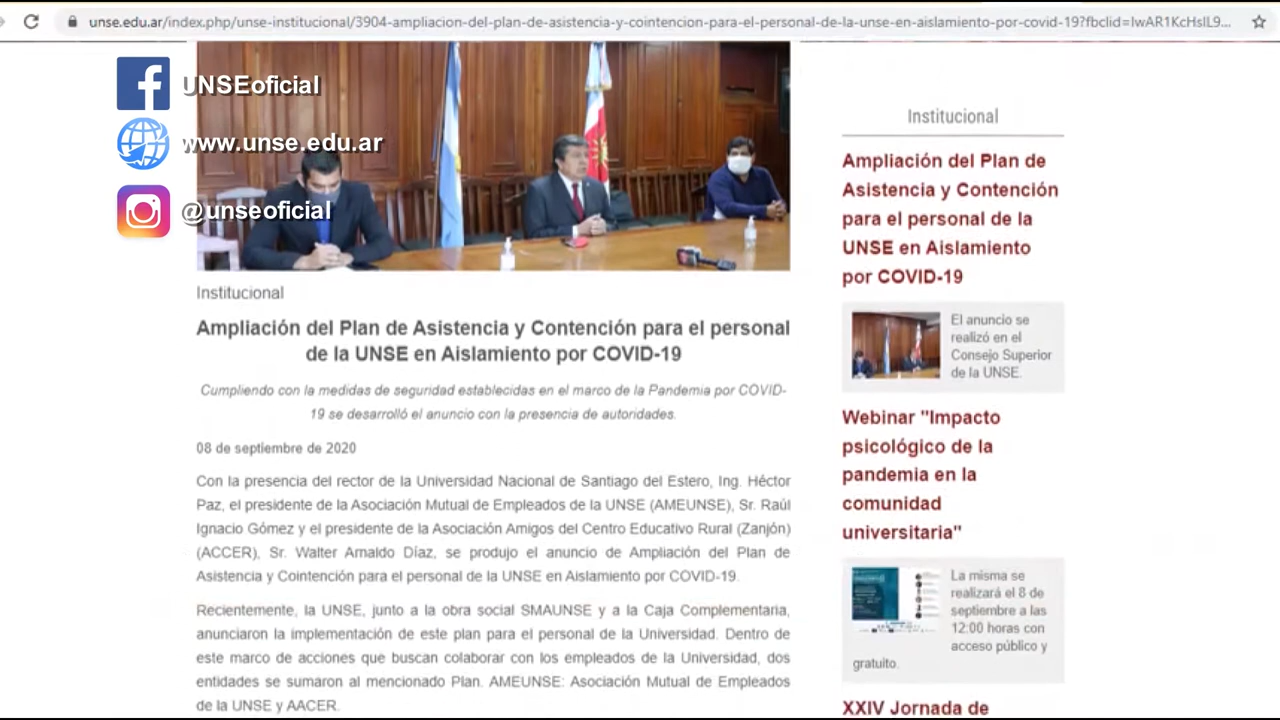 unse.edu.ar/index.php/unse-institucional/3904-ampliacion-del-plan-de-asistencia-y-cointencion-para-el-personal-de-la-unse-en-aislamiento-por-covid-19?fbclid=IwAR1KcHsIL9...
UNSEoficial
www.unse.edu.ar
@unseoficial
Institucional
Ampliación del Plan de Asistencia y Contención para el personal
de la UNSE en Aislamiento por COVID-19
Cumpliendo con la medidas de seguridad establecidas en el marco de la Pandemia por COVID-
19 se desarrolló el anuncio con la presencia de autoridades.
08 de septiembre de 2020
Con la presencia del rector de la Universidad Nacional de Santiago del Estero, Ing. Héctor
Paz, el presidente de la Asociación Mutual de Empleados de la UNSE (AMEUNSE), Sr. Raúl
Ignacio Gómez y el presidente de la Asociación Amigos del Centro Educativo Rural (Zanjón)
(ACCER), Sr. Walter Arnaldo Díaz, se produjo el anuncio de Ampliación del Plan de
Asistencia y Cointención para el personal de la UNSE en Aislamiento por COVID-19.
Recientemente, la UNSE, junto a la obra social SMAUNSE y a la Caja Complementaria,
anunciaron la implementación de este plan para el personal de la Universidad. Dentro de
este marco de acciones que buscan colaborar con los empleados de la Universidad, dos
entidades se sumaron al mencionado Plan. AMEUNSE: Asociación Mutual de Empleados
de la UNSE y AACER.
Institucional
Ampliación del Plan de
Asistencia y Contención
para el personal de la
UNSE en Aislamiento
por COVID-19
El anuncio se
realizó en el
Consejo Superior
de la UNSE.
Webinar "Impacto
psicológico de la
pandemia en la
comunidad
universitaria"
La misma se
realizará el 8 de
septiembre a las
12:00 horas con
acceso público y
gratuito.
XXIV Jornada de